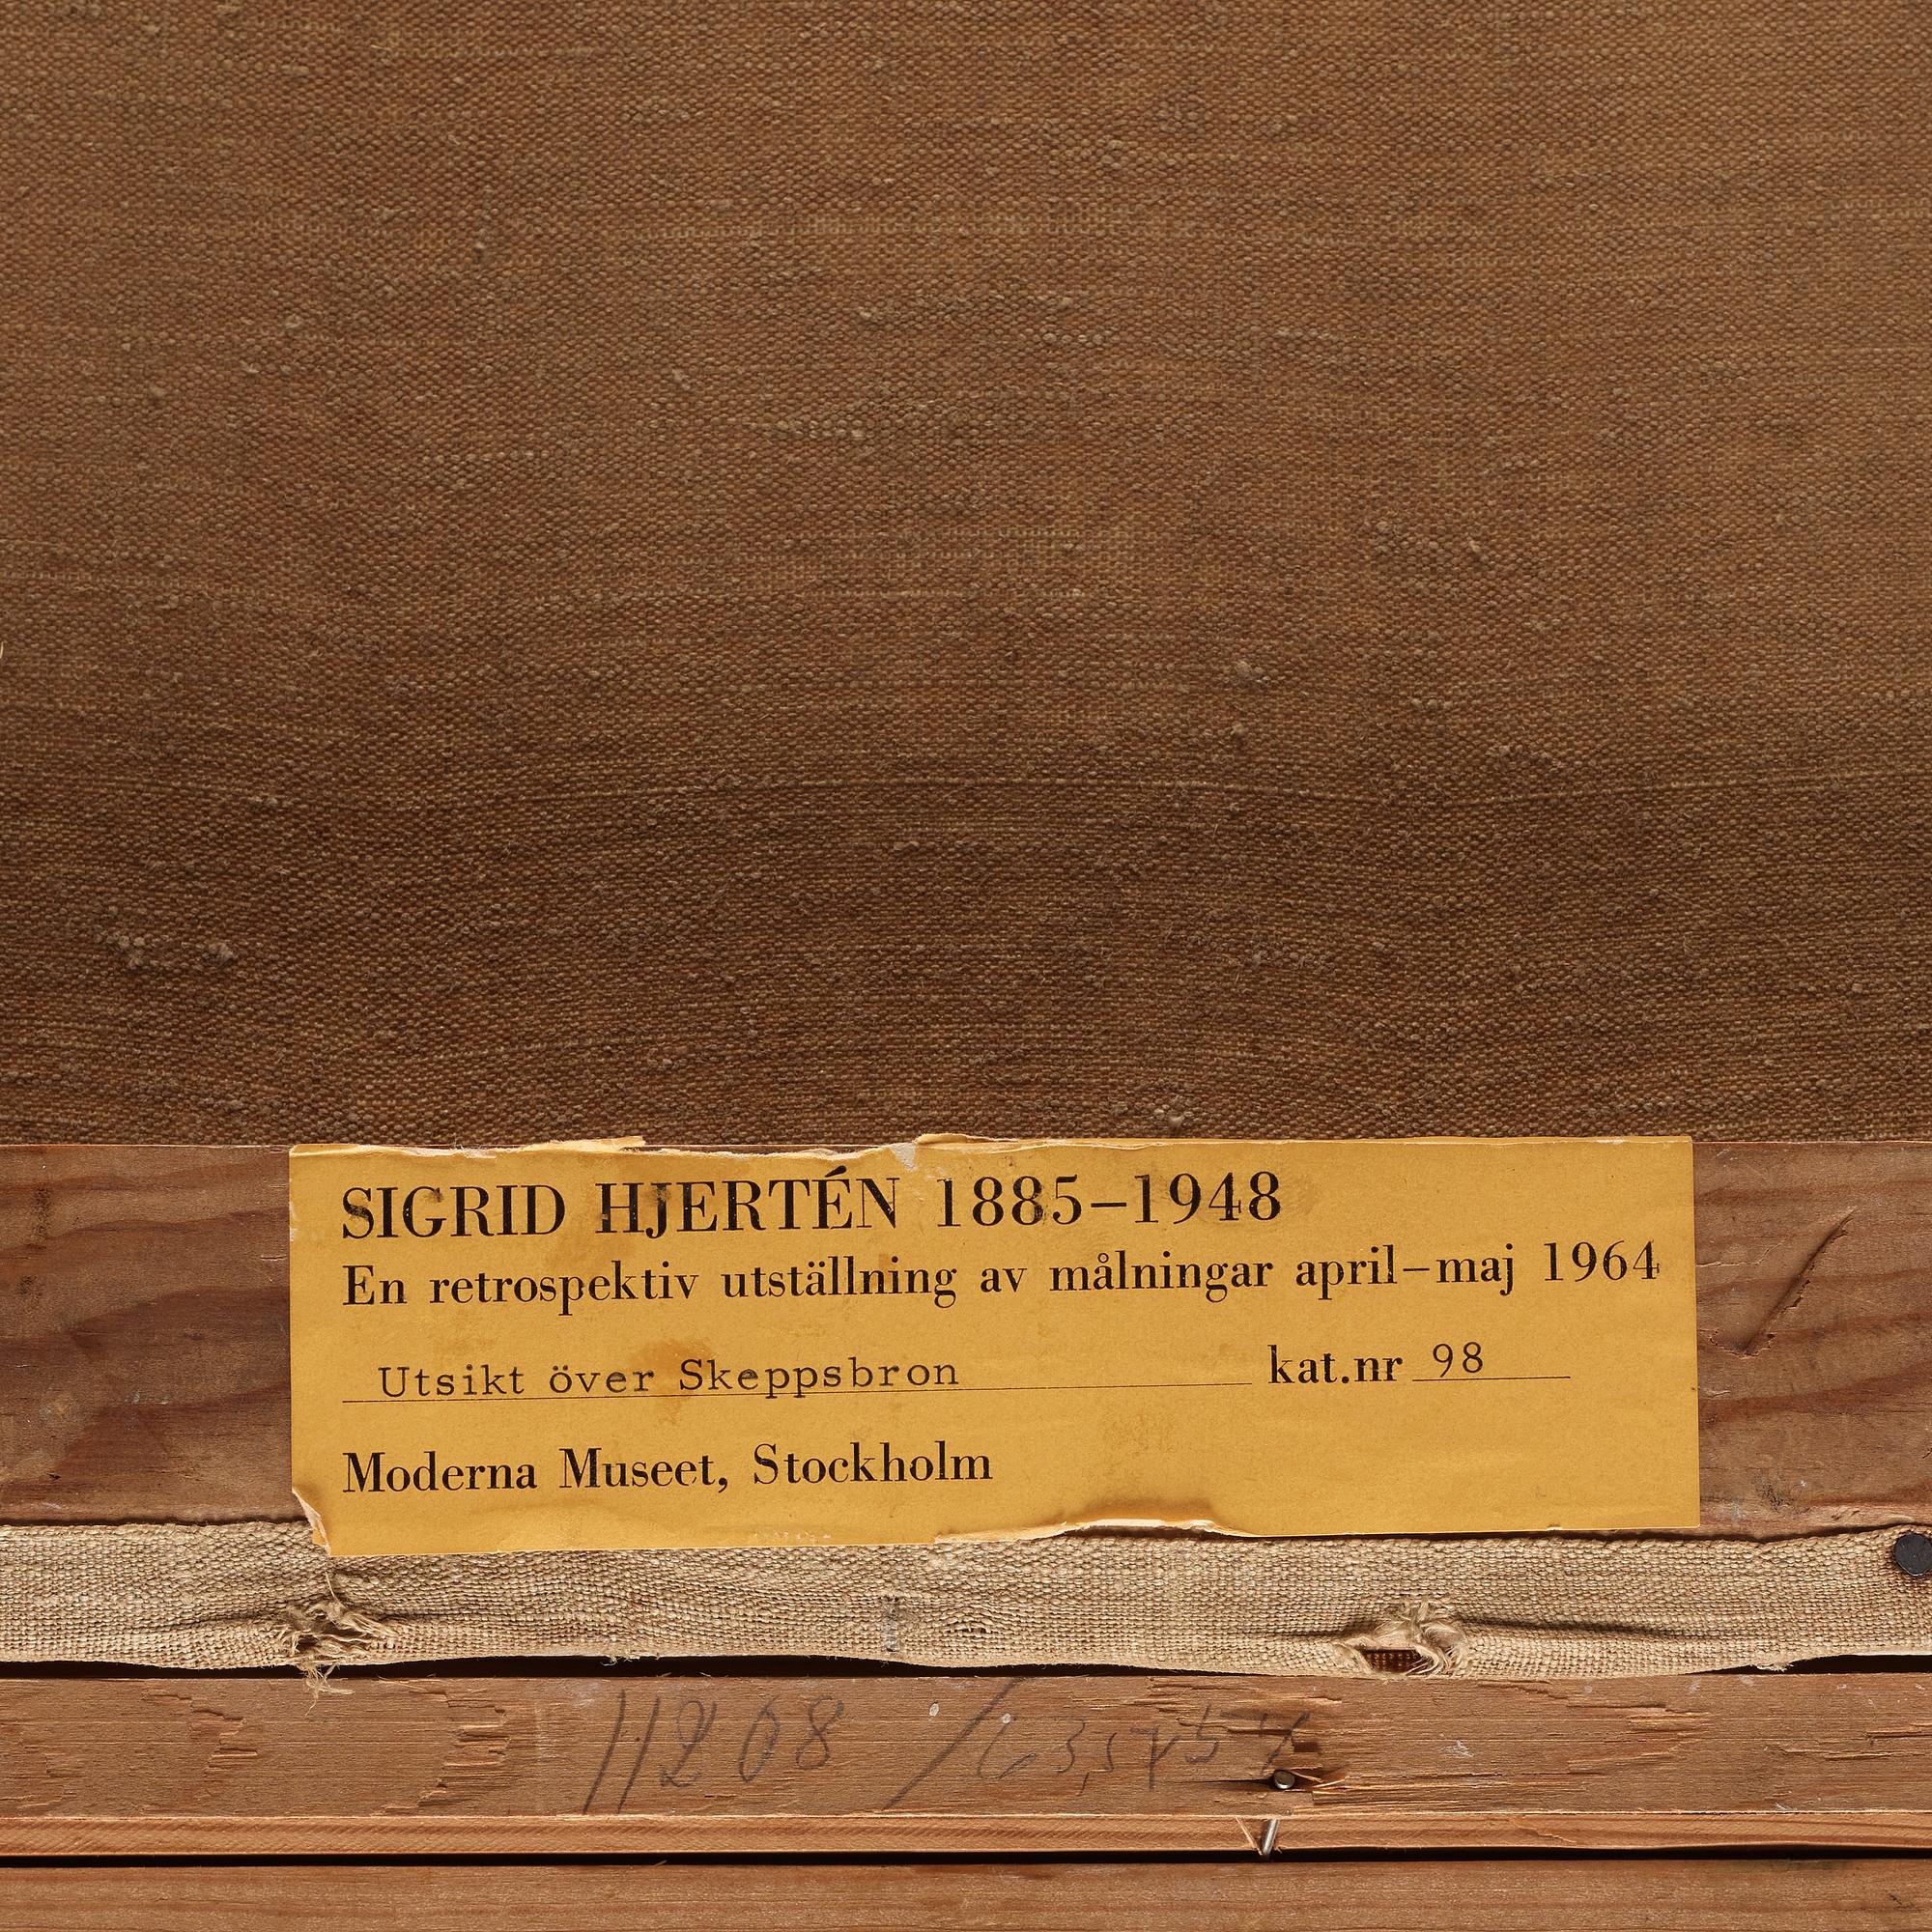 SIGRID HJERTÉN 1885–1948
En retrospektiv utställning av målningar april–maj 1964
Utsikt över Skeppsbron kat.nr 98
Moderna Museet, Stockholm
11208